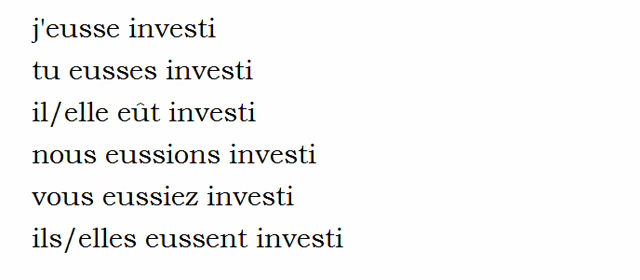 j'eusse investi
tu eusses investi
il/elle eût investi
nous eussions investi
vous eussiez investi
ils/elles eussent investi